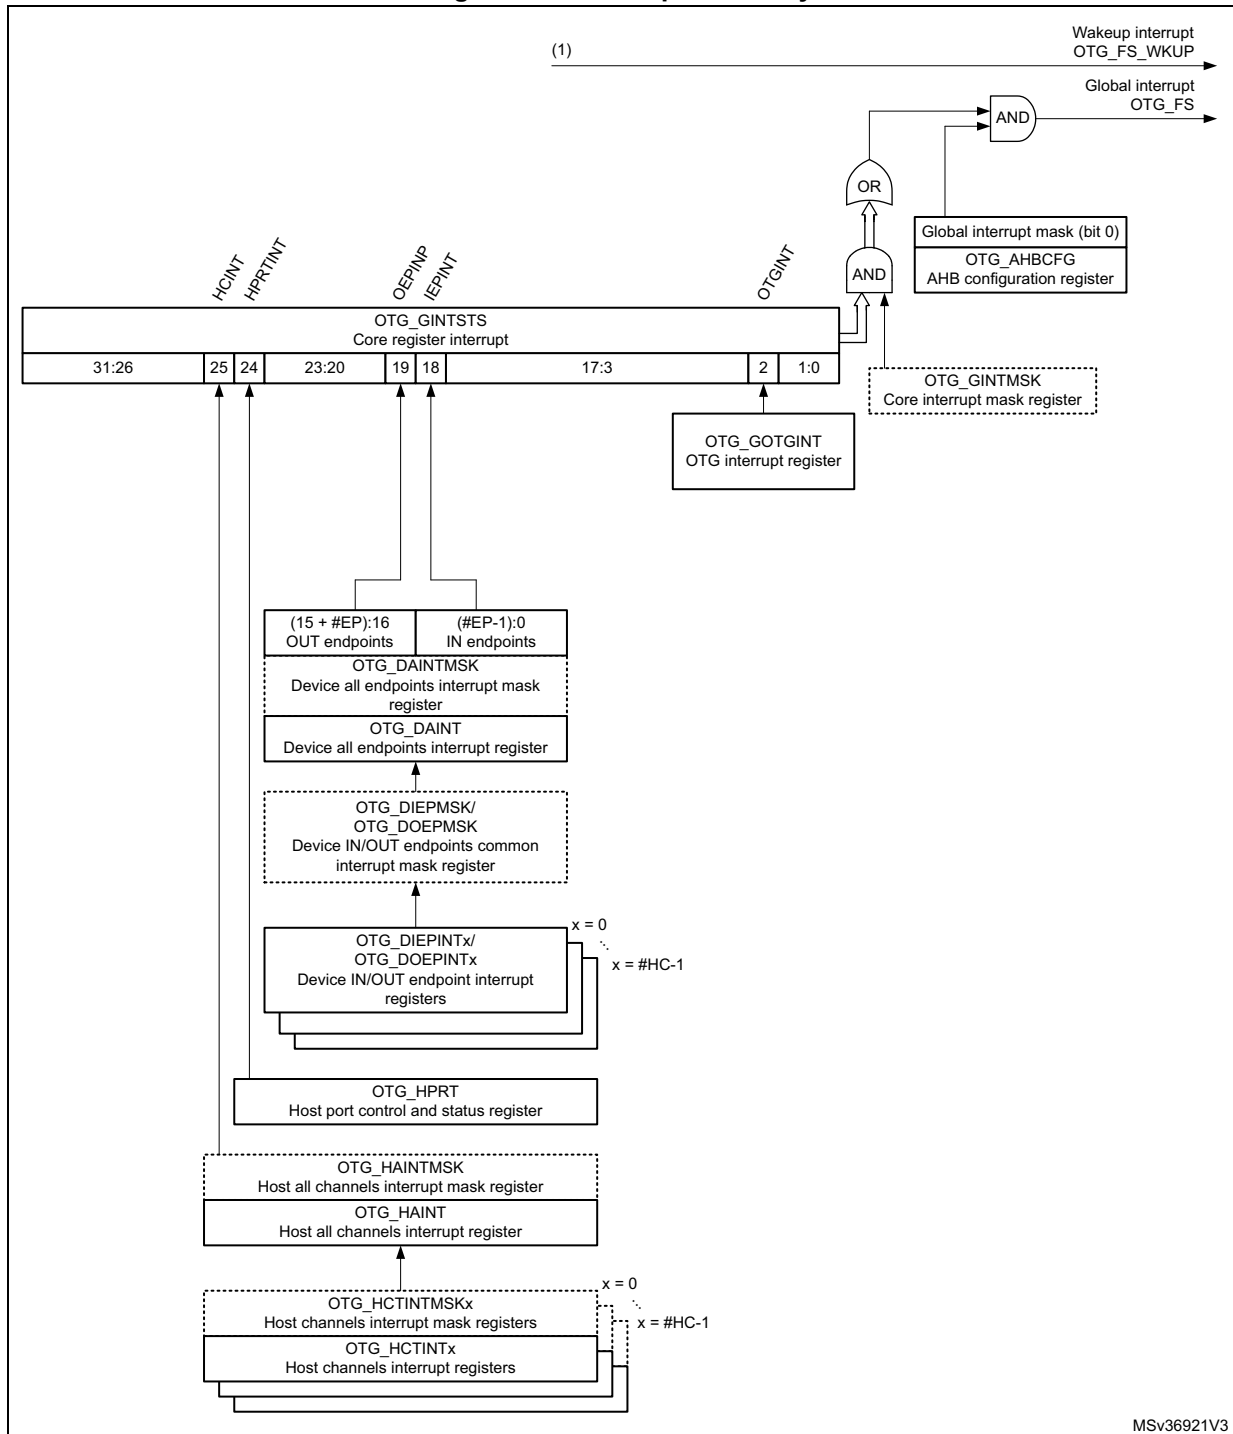 (1)
Wakeup interrupt
OTG_FS_WKUP
Global interrupt
OTG_FS
AND
OR
Global interrupt mask (bit 0)
OTG_AHBCFG
AHB configuration register
AND
HCINT
HPRTINT
OEPINP
IEPINT
OTGINT
OTG_GINTSTS
Core register interrupt
31:26 25 24 23:20 19 18 17:3 2 1:0
OTG_GINTMSK
Core interrupt mask register
OTG_GOTGINT
OTG interrupt register
(15 + #EP):16
OUT endpoints
(#EP-1):0
IN endpoints
OTG_DAINTMSK
Device all endpoints interrupt mask
register
OTG_DAINT
Device all endpoints interrupt register
OTG_DIEPMSK/
OTG_DOEPMSK
Device IN/OUT endpoints common
interrupt mask register
x = 0
x = #HC-1
OTG_DIEPINTx/
OTG_DOEPINTx
Device IN/OUT endpoint interrupt
registers
OTG_HPRT
Host port control and status register
OTG_HAINTMSK
Host all channels interrupt mask register
OTG_HAINT
Host all channels interrupt register
x = 0
x = #HC-1
OTG_HCTINTMSKx
Host channels interrupt mask registers
OTG_HCTINTx
Host channels interrupt registers
MSv36921V3